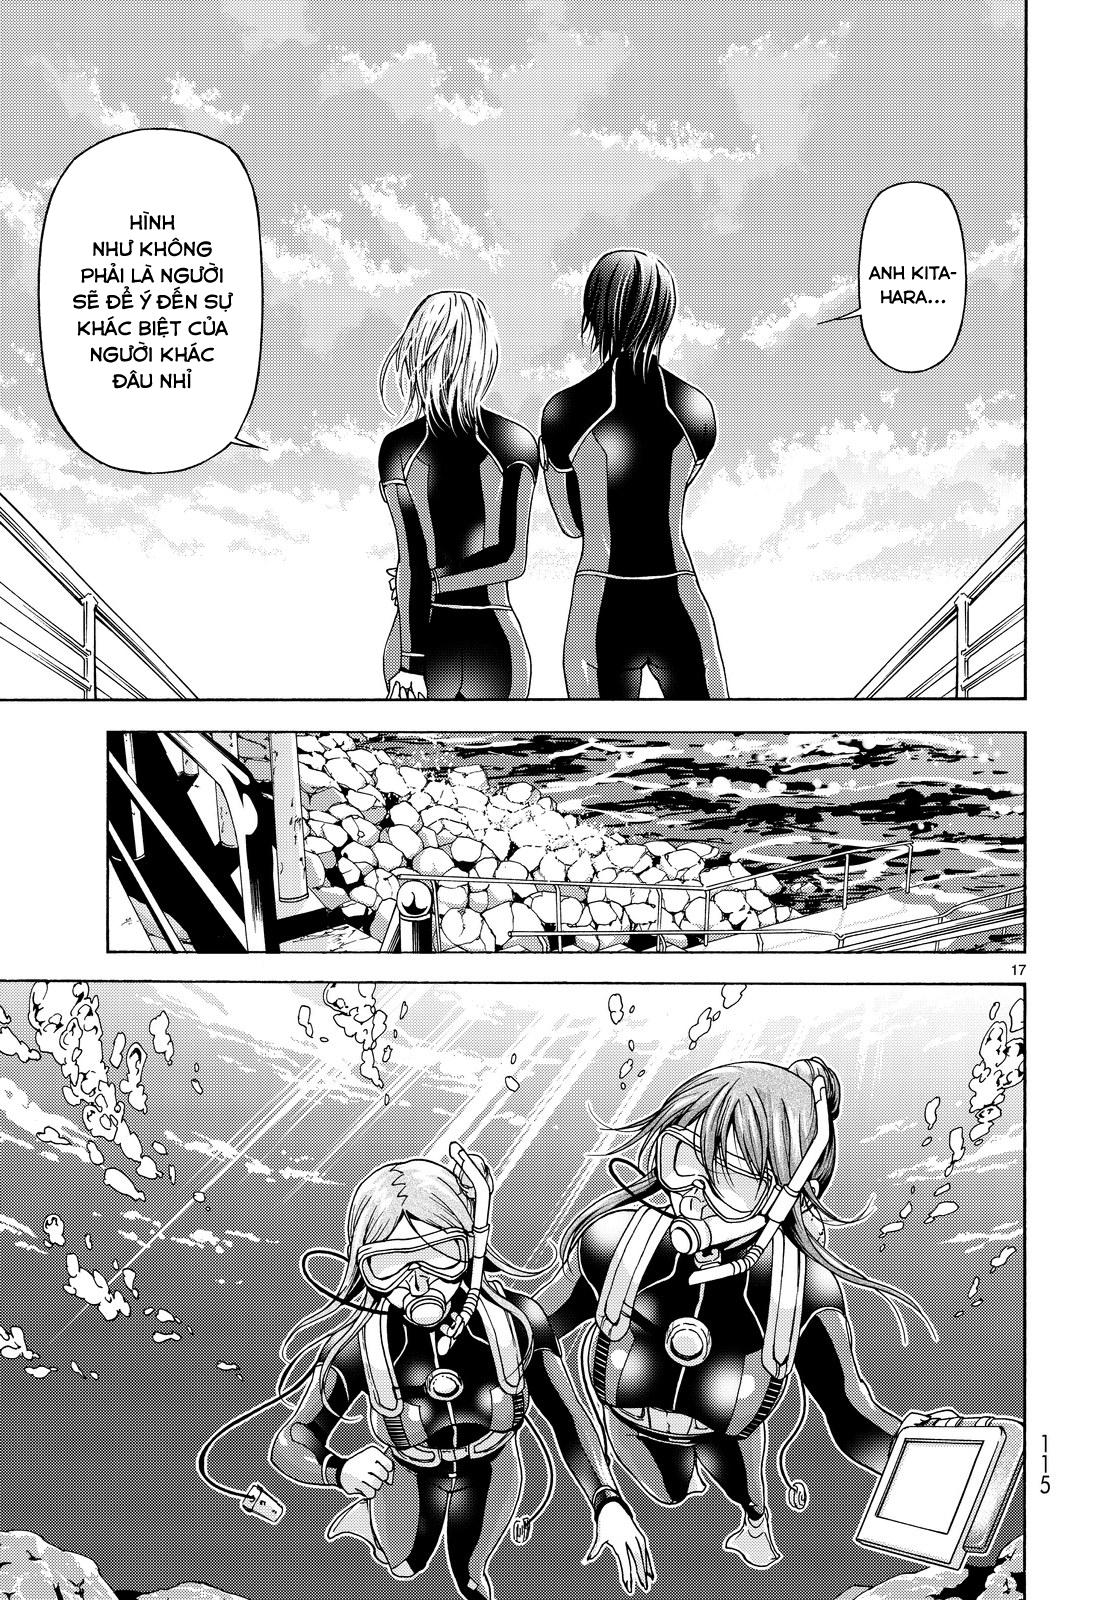 ANH KITA-
HARA...
HÌNH
NHƯ KHÔNG
PHẢI LÀ NGƯỜI
SẼ ĐỂ Ý ĐẾN SỰ
KHÁC BIỆT CỦA
NGƯỜI KHÁC
ĐÂU NHỈ
17
115